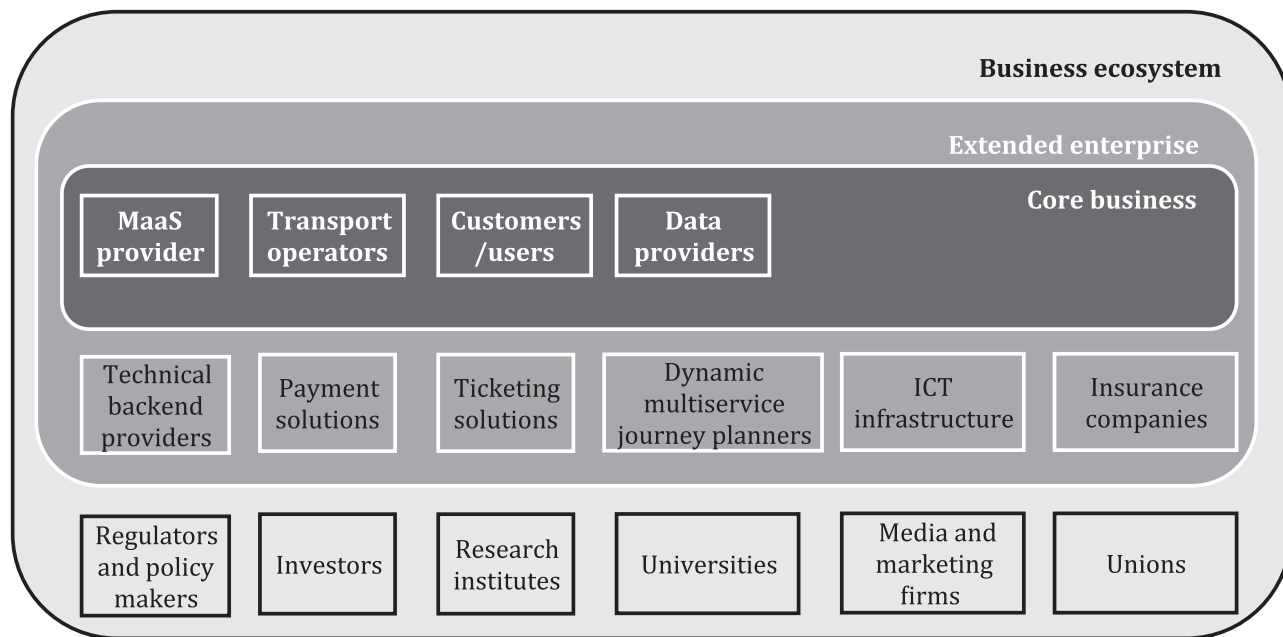 Business ecosystem
Extended enterprise
Core business
MaaS
provider
Transport
operators
Customers
/users
Data
providers
Technical
backend
providers
Payment
solutions
Ticketing
solutions
Dynamic
multiservice
journey planners
ICT
infrastructure
Insurance
companies
Regulators
and policy
makers
Investors
Research
institutes
Universities
Media and
marketing
firms
Unions